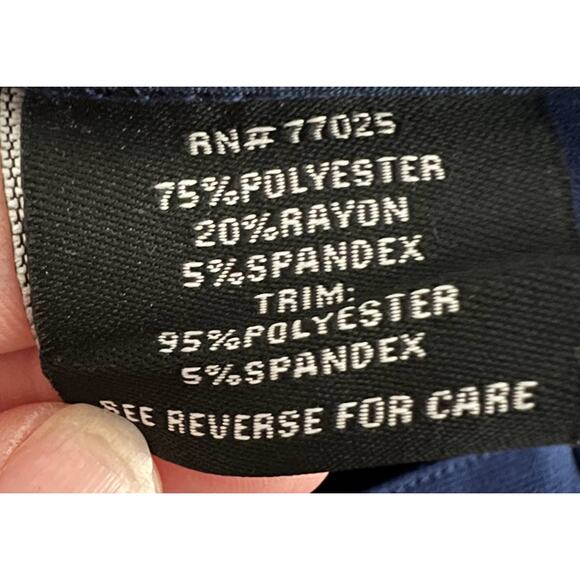 RN# 77025
75%POLYESTER
20%RAYON
5%SPANDEX
TRIM:
95%POLYESTER
5%SPANDEX
SEE REVERSE FOR CARE